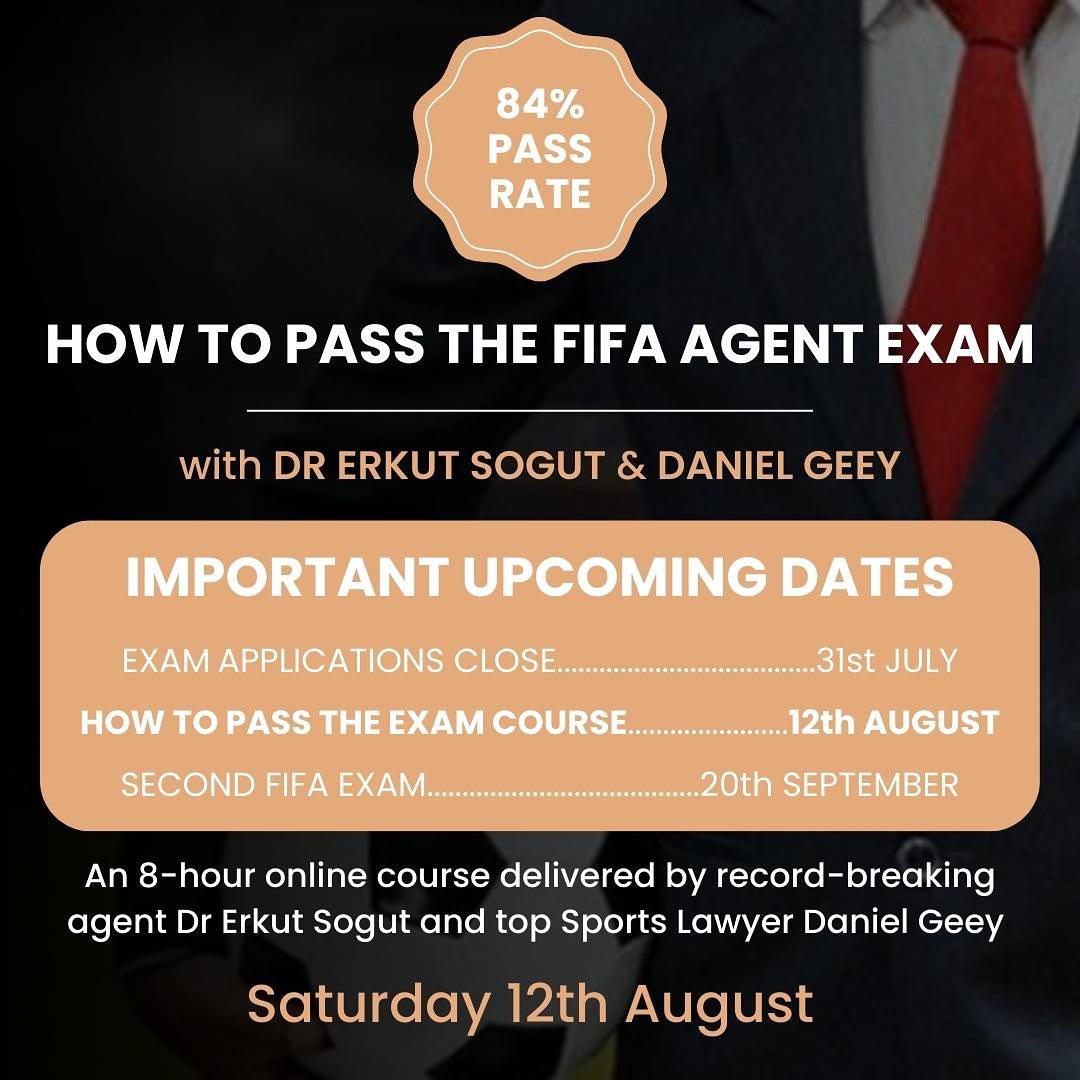 84%
PASS
RATE
HOW TO PASS THE FIFA AGENT EXAM
with DR ERKUT SOGUT & DANIEL GEEY
IMPORTANT UPCOMING DATES
EXAM APPLICATIONS CLOSE.....................................31st JULY
HOW TO PASS THE EXAM COURSE.......................12th AUGUST
SECOND FIFA EXAM.......................................20th SEPTEMBER
An 8-hour online course delivered by record-breaking
agent Dr Erkut Sogut and top Sports Lawyer Daniel Geey
Saturday 12th August